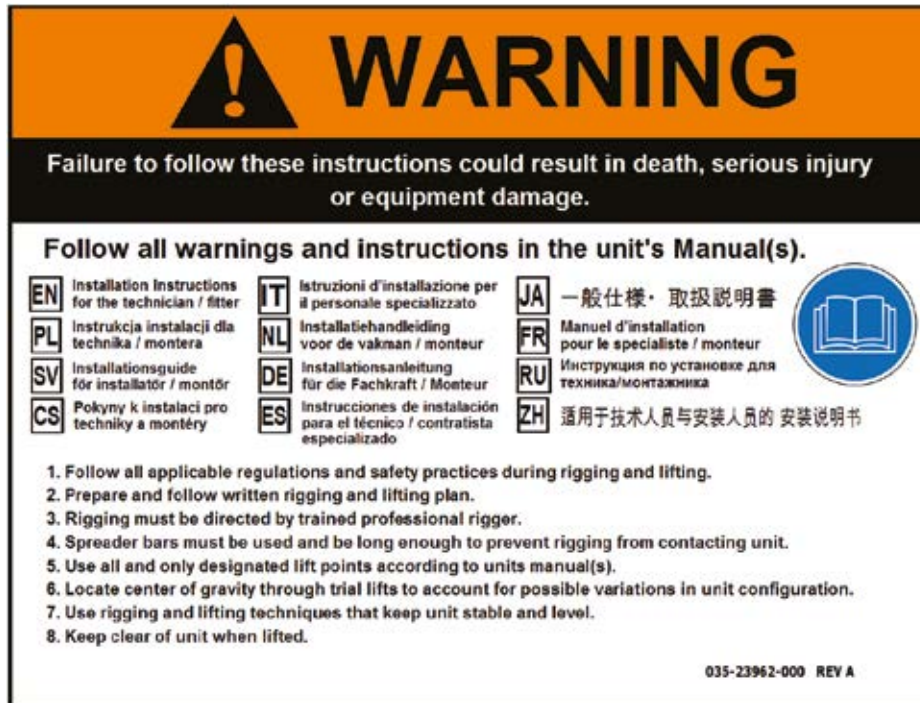 WARNING
Failure to follow these instructions could result in death, serious injury
or equipment damage.
Follow all warnings and instructions in the unit's Manual(s).
EN Installation Instructions
for the technician / fitter
PL Instrukcja instalacji dla
technika / montera
SV Installationsguide
för installatör / montör
CS Pokyny k instalaci pro
techniky a montéry
IT Istruzioni d'installazione per
il personale specializzato
NL Installatiehandleiding
voor de vakman / monteur
DE Installationsanleitung
für die Fachkraft / Monteur
ES Instrucciones de instalación
para el técnico / contratista
especializado
JA 一般仕様・取扱説明書
FR Manuel d'installation
pour le specialiste / monteur
RU Инструкция по установке для
техника/монтажника
ZH 适用于技术人员与安装人员的 安装说明书
1. Follow all applicable regulations and safety practices during rigging and lifting.
2. Prepare and follow written rigging and lifting plan.
3. Rigging must be directed by trained professional rigger.
4. Spreader bars must be used and be long enough to prevent rigging from contacting unit.
5. Use all and only designated lift points according to units manual(s).
6. Locate center of gravity through trial lifts to account for possible variations in unit configuration.
7. Use rigging and lifting techniques that keep unit stable and level.
8. Keep clear of unit when lifted.
035-23962-000 REV A